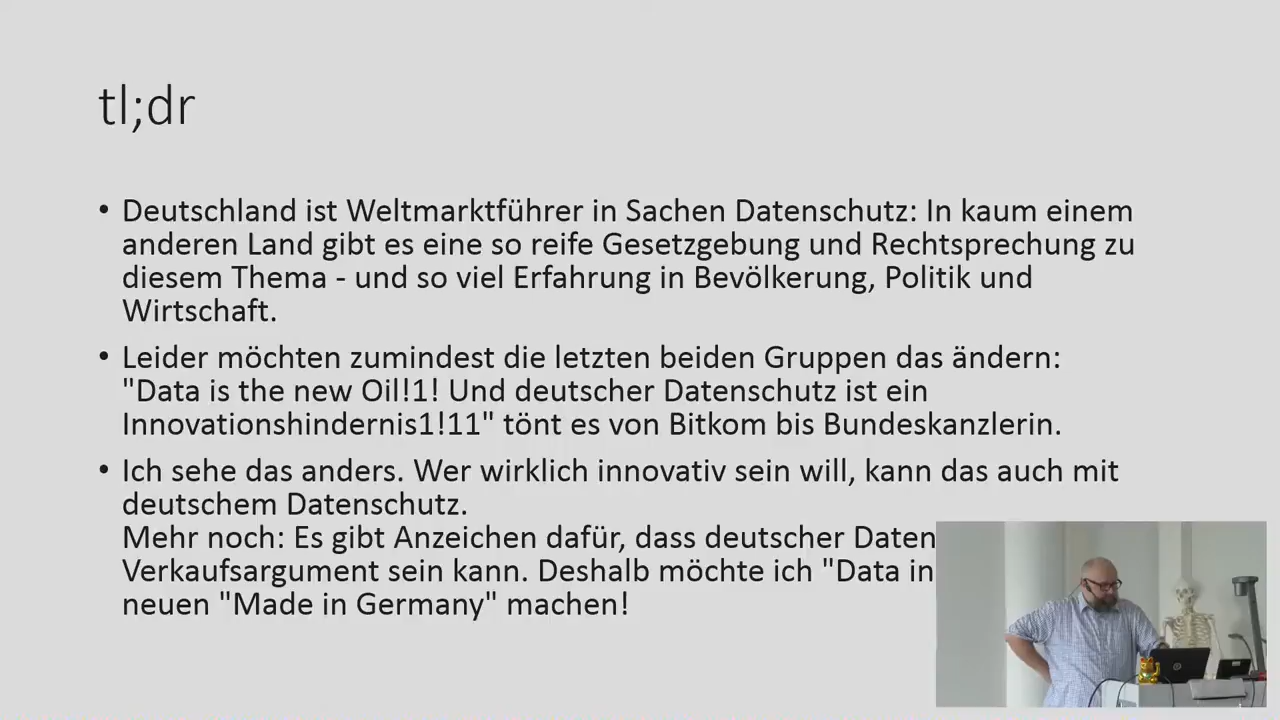 tl;dr
• Deutschland ist Weltmarktführer in Sachen Datenschutz: In kaum einem
anderen Land gibt es eine so reife Gesetzgebung und Rechtsprechung zu
diesem Thema - und so viel Erfahrung in Bevölkerung, Politik und
Wirtschaft.
• Leider möchten zumindest die letzten beiden Gruppen das ändern:
"Data is the new Oil!1! Und deutscher Datenschutz ist ein
Innovationshindernis1!11" tönt es von Bitkom bis Bundeskanzlerin.
• Ich sehe das anders. Wer wirklich innovativ sein will, kann das auch mit
deutschem Datenschutz.
Mehr noch: Es gibt Anzeichen dafür, dass deutscher Daten
Verkaufsargument sein kann. Deshalb möchte ich "Data in
neuen "Made in Germany" machen!